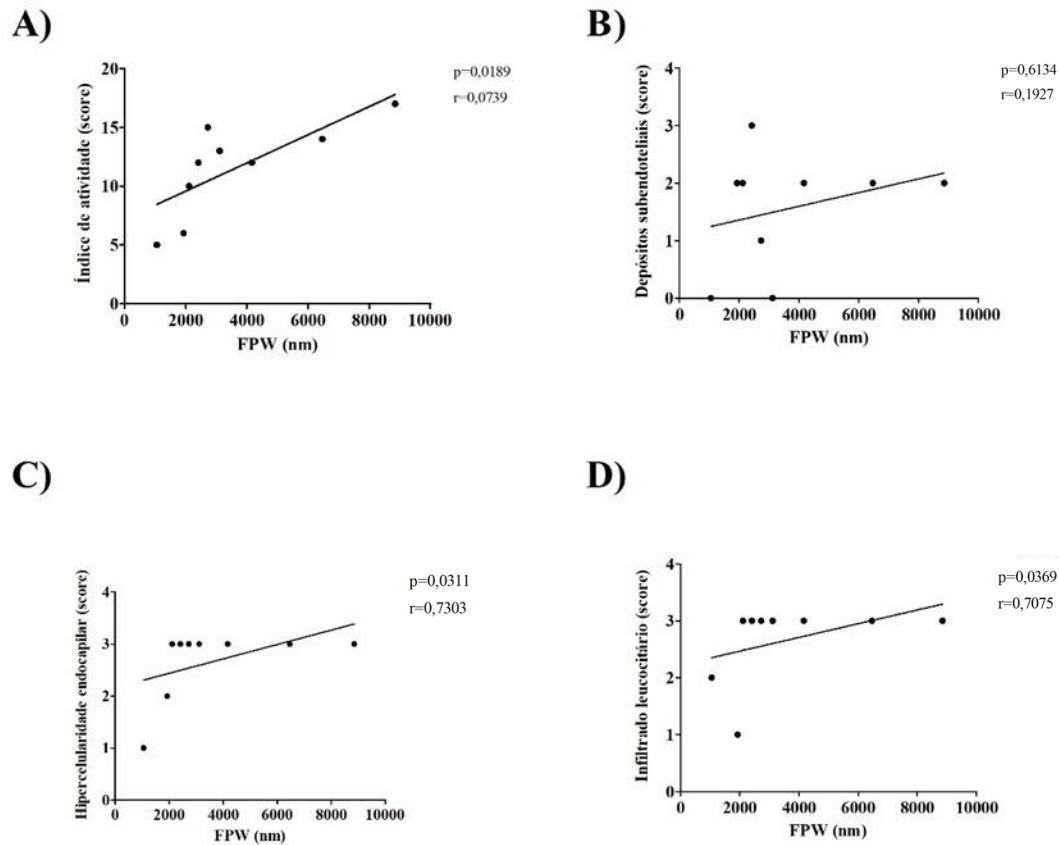 A)
p=0,0189
r=0,0739
Índice de atividade (score)
20
15
10
5
0
0 2000 4000 6000 8000 10000
FPW (nm)
B)
p=0,6134
r=0,1927
Depósitos subendoteliais (score)
4
3
2
1
0
0 2000 4000 6000 8000 10000
FPW (nm)
C)
p=0,0311
r=0,7303
Hipercelularidade endocapilar (score)
4
3
2
1
0
0 2000 4000 6000 8000 10000
FPW (nm)
D)
p=0,0369
r=0,7075
Infiltrado leucocitário (score)
4
3
2
1
0
0 2000 4000 6000 8000 10000
FPW (nm)